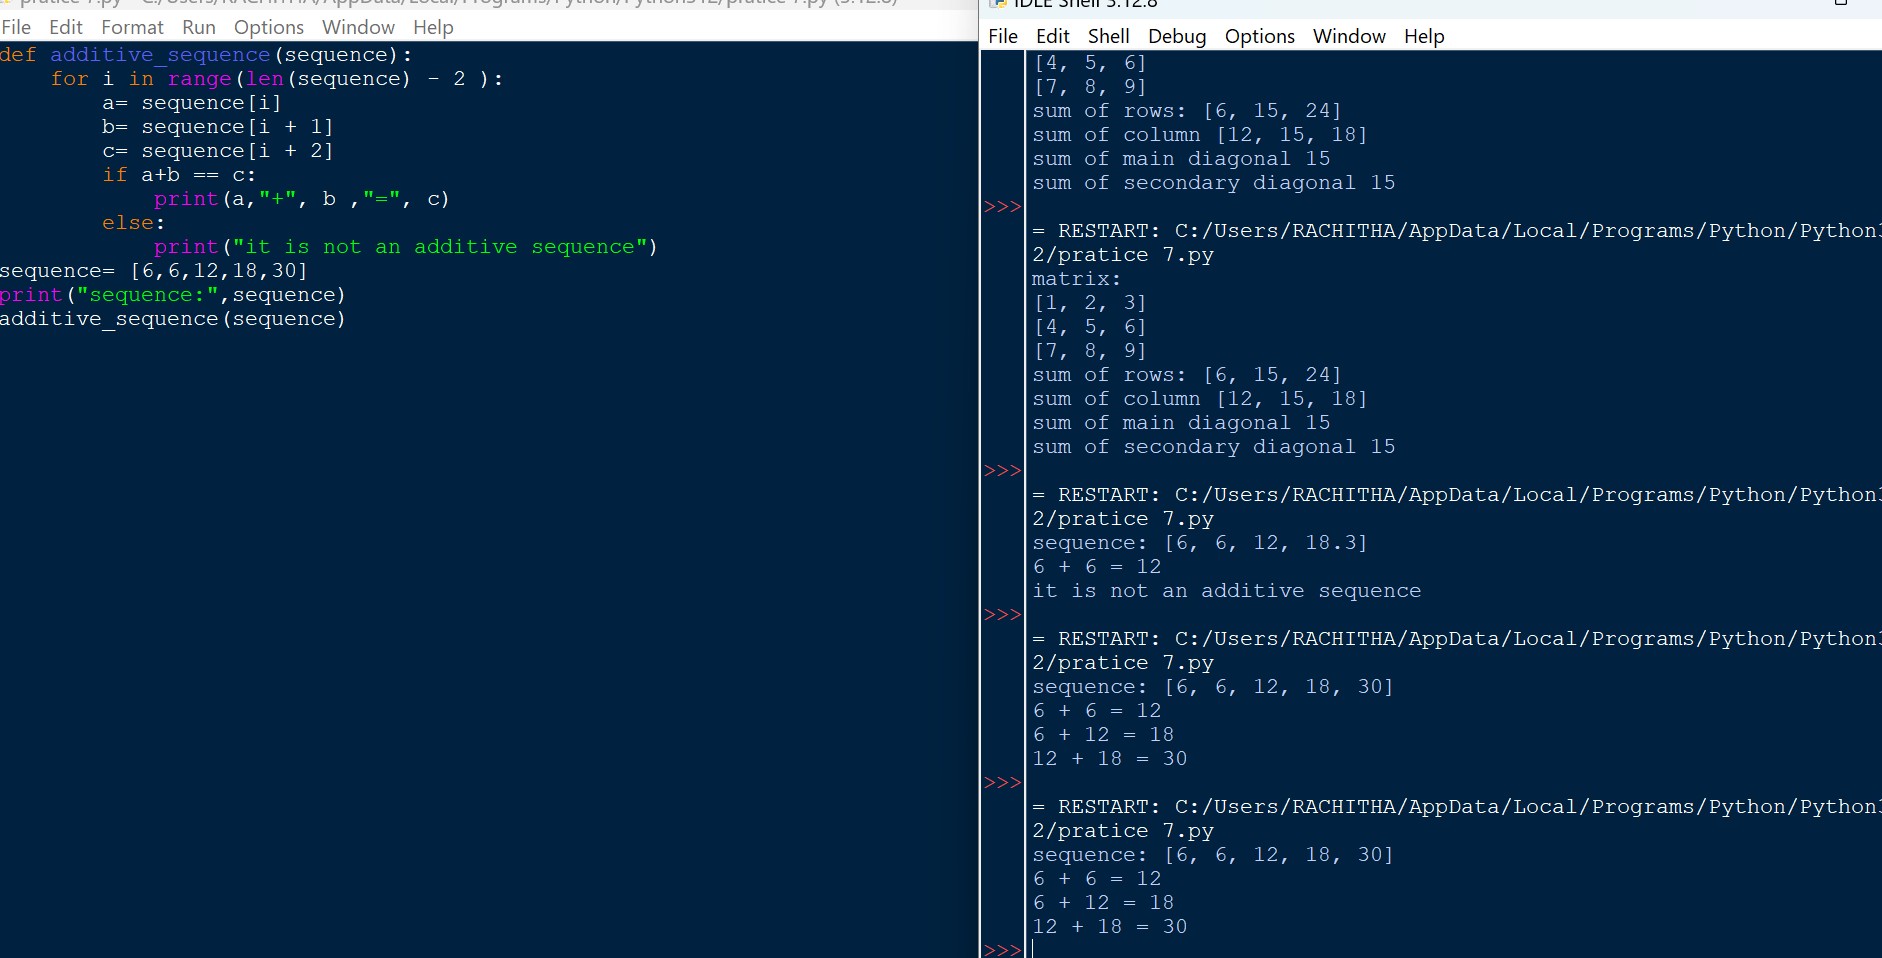 pratice 7.py - C:/Users/RACHITHA/AppData/Local/Programs/Python/Python312/pratice 7.py (3.12.8)
File Edit Format Run Options Window Help
def additive_sequence(sequence):
    for i in range(len(sequence) - 2 ):
        a= sequence[i]
        b= sequence[i + 1]
        c= sequence[i + 2]
        if a+b == c:
            print(a,"+", b ,"=", c)
        else:
            print("it is not an additive sequence")
sequence= [6,6,12,18,30]
print("sequence:",sequence)
additive_sequence(sequence)
IDLE Shell 3.12.8
File Edit Shell Debug Options Window Help
[4, 5, 6]
[7, 8, 9]
sum of rows: [6, 15, 24]
sum of column [12, 15, 18]
sum of main diagonal 15
sum of secondary diagonal 15
>>>
= RESTART: C:/Users/RACHITHA/AppData/Local/Programs/Python/Python3
2/pratice 7.py
matrix:
[1, 2, 3]
[4, 5, 6]
[7, 8, 9]
sum of rows: [6, 15, 24]
sum of column [12, 15, 18]
sum of main diagonal 15
sum of secondary diagonal 15
>>>
= RESTART: C:/Users/RACHITHA/AppData/Local/Programs/Python/Python3
2/pratice 7.py
sequence: [6, 6, 12, 18.3]
6 + 6 = 12
it is not an additive sequence
>>>
= RESTART: C:/Users/RACHITHA/AppData/Local/Programs/Python/Python3
2/pratice 7.py
sequence: [6, 6, 12, 18, 30]
6 + 6 = 12
6 + 12 = 18
12 + 18 = 30
>>>
= RESTART: C:/Users/RACHITHA/AppData/Local/Programs/Python/Python3
2/pratice 7.py
sequence: [6, 6, 12, 18, 30]
6 + 6 = 12
6 + 12 = 18
12 + 18 = 30
>>>